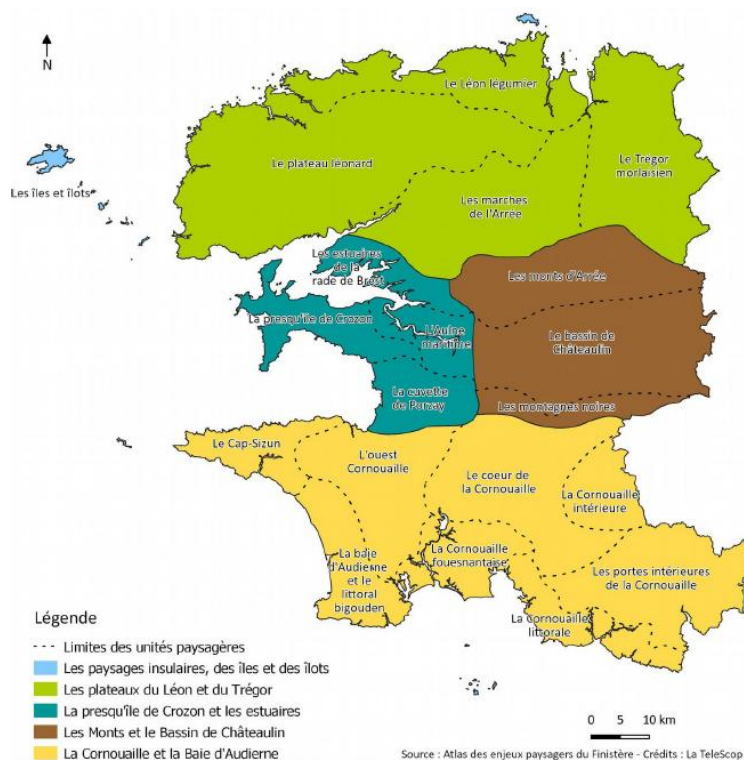 N
Le Léon légumier
Le plateau léonard
Le Trégor
morlaisien
Les îles et îlots
Les marches
de l'Arrée
Les estuaires
de la
rade de Brest
Les monts d'Arrée
La presqu'île de Crozon
L'Aulne
maritime
Le bassin de
Châteaulin
La cuvette
de Porzay
Les montagnes noires
Le Cap-Sizun
L'ouest
Cornouaille
Le coeur de
la Cornouaille
La Cornouaille
intérieure
La baie
d'Audienne et le
littoral
bigouden
La Cornouaille
fouesnantaise
Les portes intérieures
de la Cornouaille
La Cornouaille
littorale
Légende
Limites des unités paysagères
Les paysages insulaires, des îles et des îlots
Les plateaux du Léon et du Trégor
La presqu'île de Crozon et les estuaires
Les Monts et le Bassin de Châteaulin
La Cornouaille et la Baie d'Audierne
0 5 10 km
Source : Atlas des enjeux paysagers du Finistère - Crédits : La TeleScop